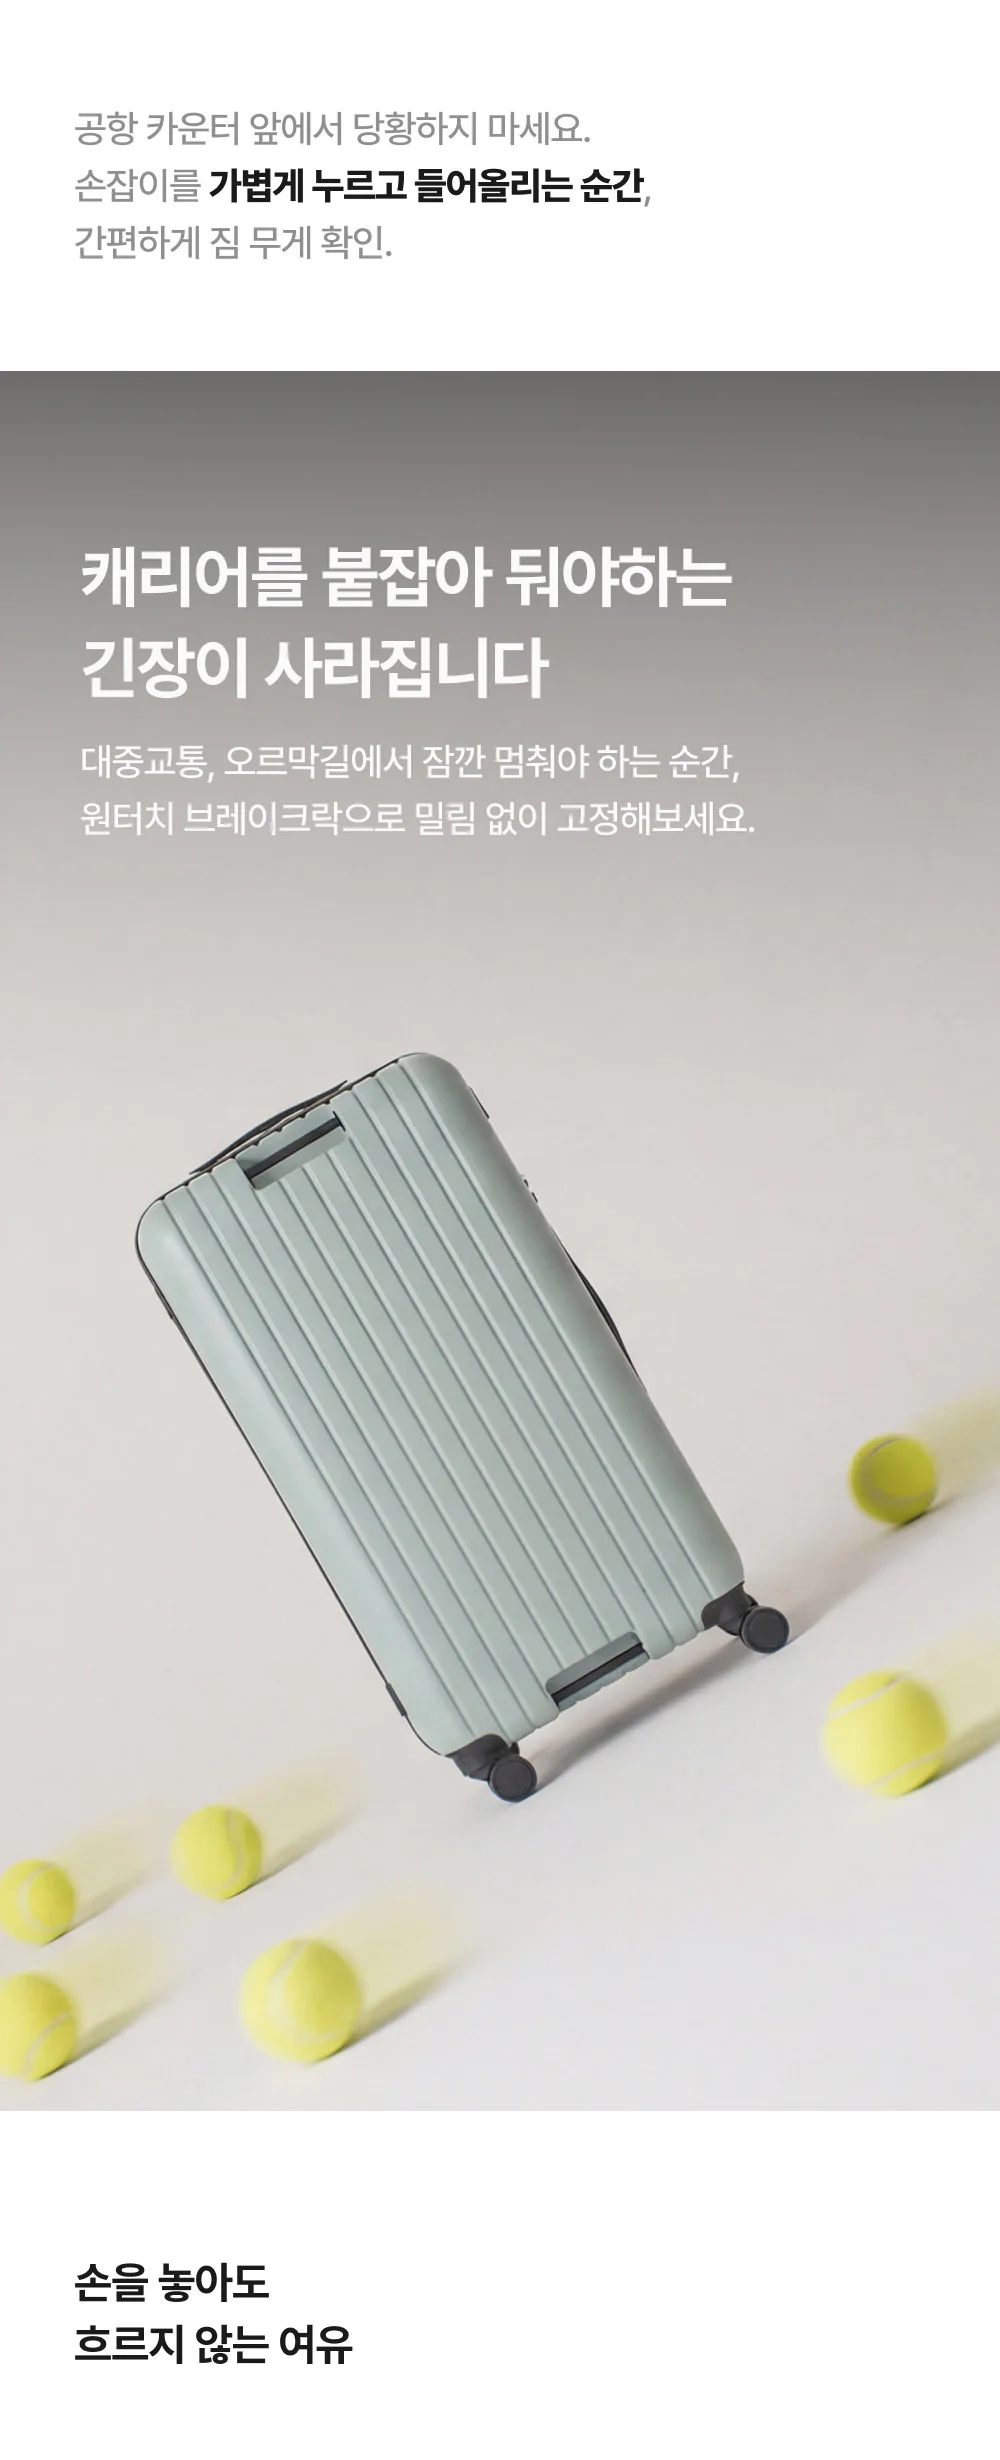 공항 카운터 앞에서 당황하지 마세요.
손잡이를 가볍게 누르고 들어올리는 순간,
간편하게 짐 무게 확인.
캐리어를 붙잡아 둬야하는
긴장이 사라집니다
대중교통, 오르막길에서 잠깐 멈춰야 하는 순간,
원터치 브레이크락으로 밀림 없이 고정해보세요.
손을 놓아도
흐르지 않는 여유